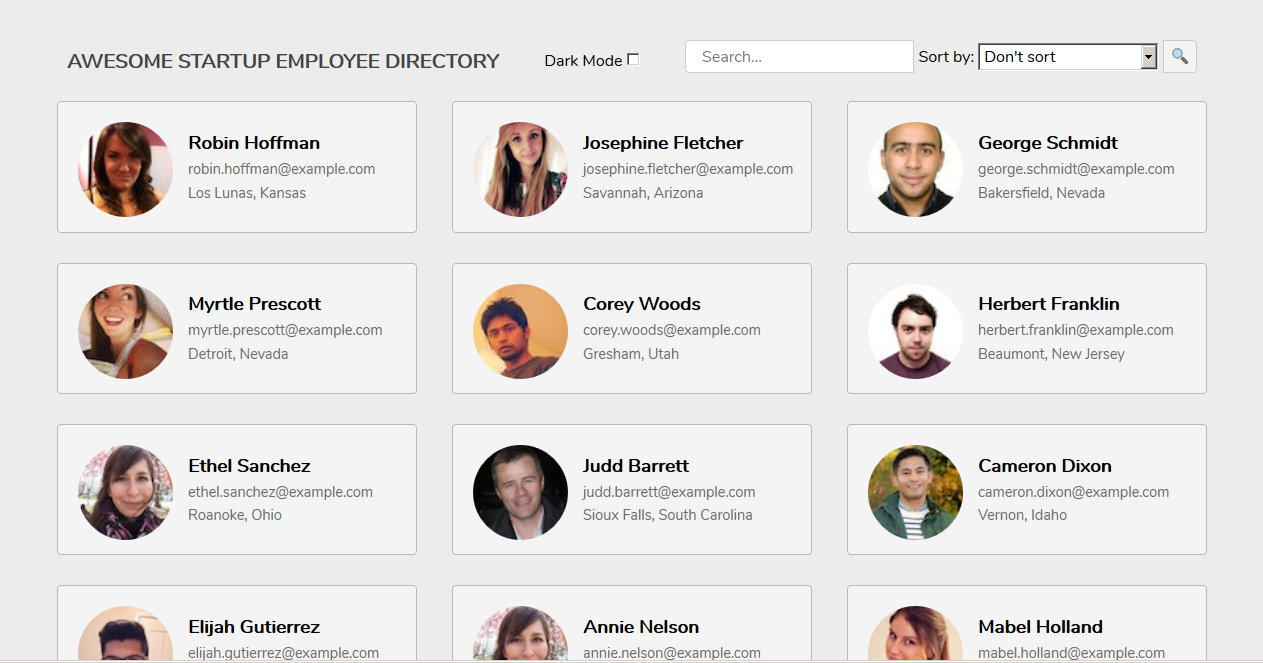 AWESOME STARTUP EMPLOYEE DIRECTORY
Dark Mode
Search...
Sort by:
Don't sort
Robin Hoffman
robin.hoffman@example.com
Los Lunas, Kansas
Josephine Fletcher
josephine.fletcher@example.com
Savannah, Arizona
George Schmidt
george.schmidt@example.com
Bakersfield, Nevada
Myrtle Prescott
myrtle.prescott@example.com
Detroit, Nevada
Corey Woods
corey.woods@example.com
Gresham, Utah
Herbert Franklin
herbert.franklin@example.com
Beaumont, New Jersey
Ethel Sanchez
ethel.sanchez@example.com
Roanoke, Ohio
Judd Barrett
judd.barrett@example.com
Sioux Falls, South Carolina
Cameron Dixon
cameron.dixon@example.com
Vernon, Idaho
Elijah Gutierrez
elijah.gutierrez@example.com
Annie Nelson
annie.nelson@example.com
Mabel Holland
mabel.holland@example.com